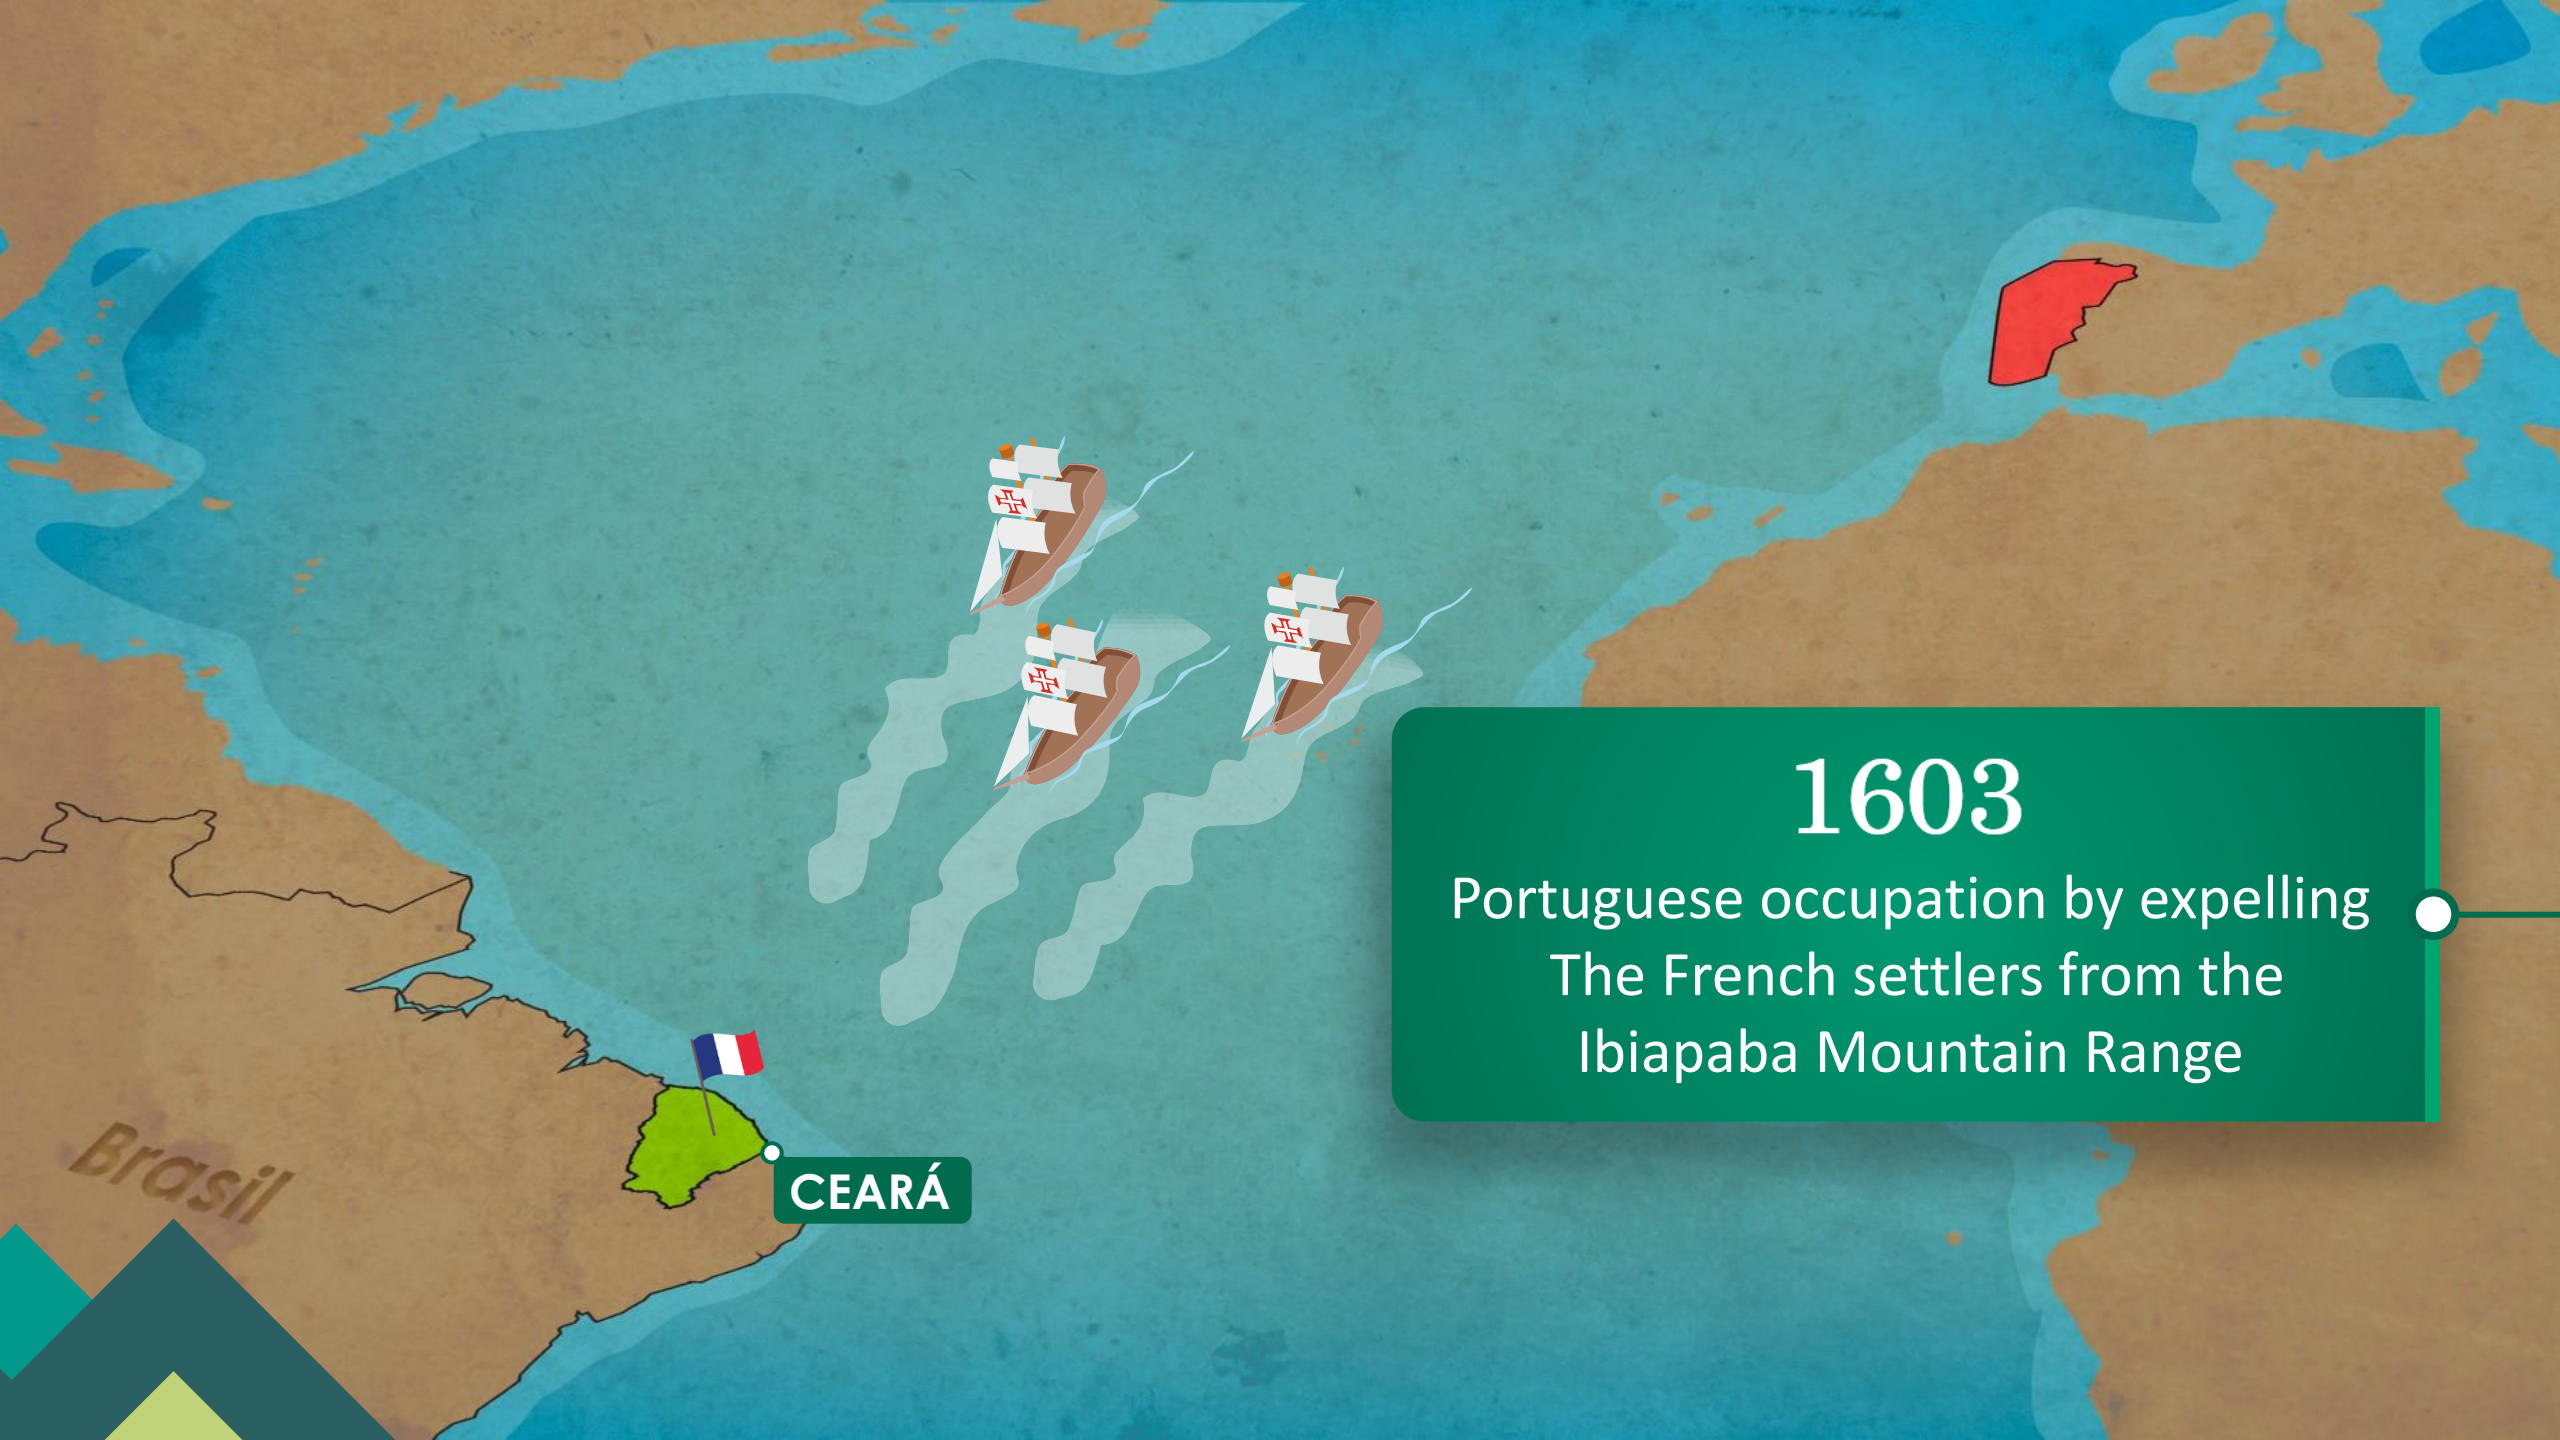 1603
Portuguese occupation by expelling
The French settlers from the
Ibiapaba Mountain Range
CEARÁ
Brasil